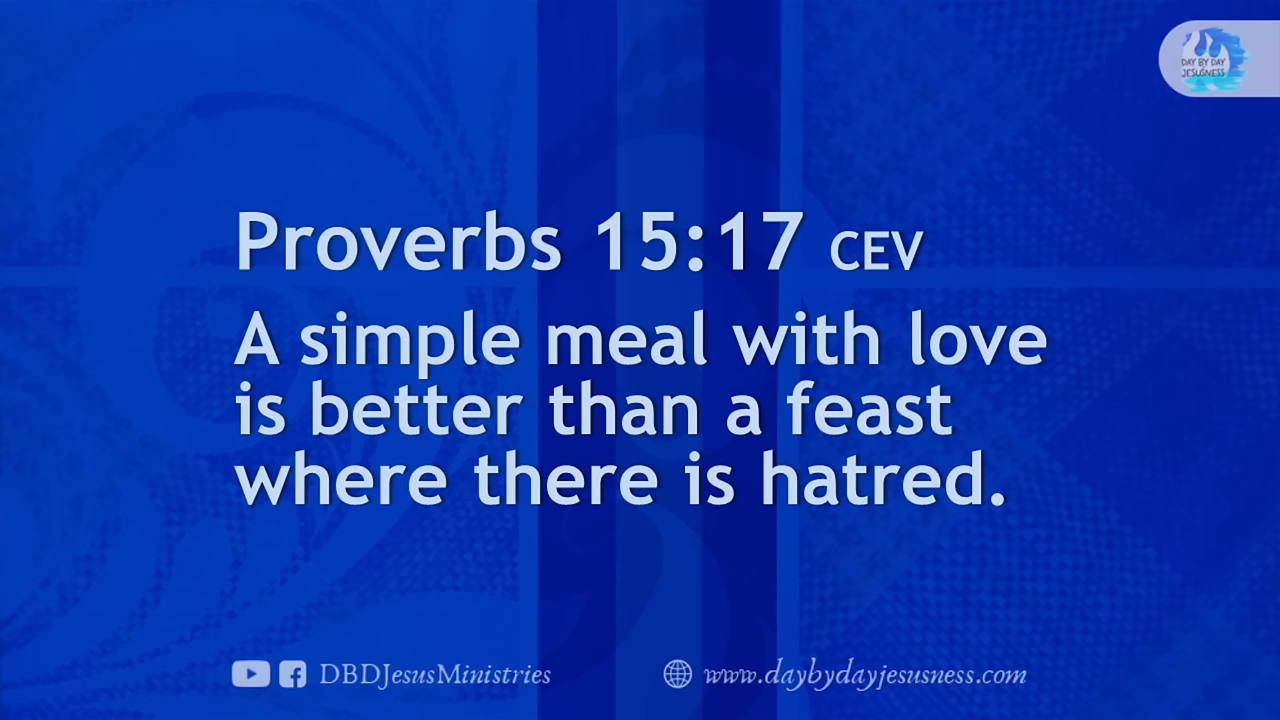 DAY BY DAY
JESUSNESS
Proverbs 15:17 CEV
A simple meal with love
is better than a feast
where there is hatred.
DBDJesusMinistries
www.daybydayjesusness.com